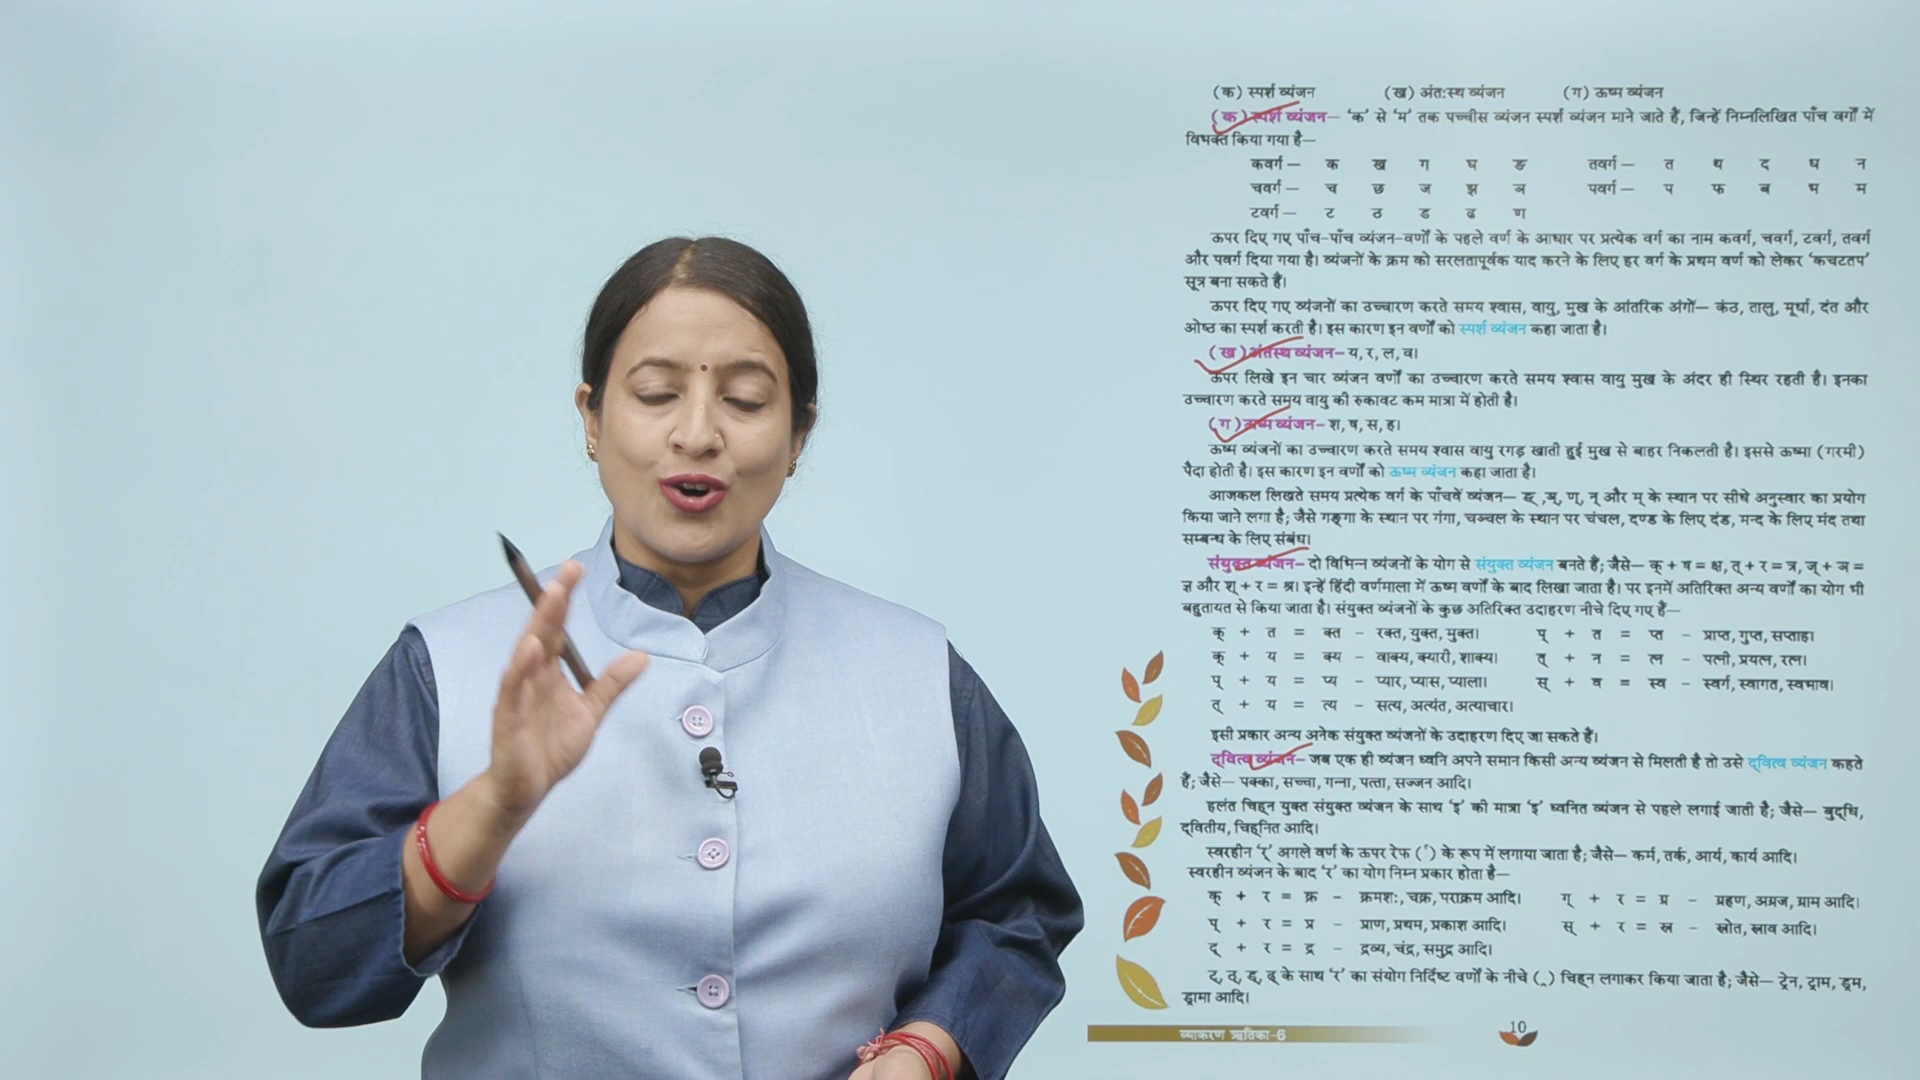 (क) स्पर्श व्यंजन (ख) अंतःस्थ व्यंजन (ग) ऊष्म व्यंजन
(क) स्पर्श व्यंजन— 'क' से 'म' तक पच्चीस व्यंजन स्पर्श व्यंजन माने जाते हैं, जिन्हें निम्नलिखित पाँच वर्गों में
विभक्त किया गया है—
कवर्ग — क ख ग घ ङ तवर्ग — त थ द ध न
चवर्ग — च छ ज झ ञ पवर्ग — प फ ब भ म
टवर्ग — ट ठ ड ढ ण
ऊपर दिए गए पाँच-पाँच व्यंजन-वर्णों के पहले वर्ण के आधार पर प्रत्येक वर्ग का नाम कवर्ग, चवर्ग, टवर्ग, तवर्ग
और पवर्ग दिया गया है। व्यंजनों के क्रम को सरलतापूर्वक याद करने के लिए हर वर्ग के प्रथम वर्ण को लेकर 'कचटतप'
सूत्र बना सकते हैं।
ऊपर दिए गए व्यंजनों का उच्चारण करते समय श्वास, वायु, मुख के आंतरिक अंगों— कंठ, तालु, मूर्धा, दंत और
ओष्ठ का स्पर्श करती है। इस कारण इन वर्णों को स्पर्श व्यंजन कहा जाता है।
(ख) अंतस्थ व्यंजन– य, र, ल, व।
ऊपर लिखे इन चार व्यंजन वर्णों का उच्चारण करते समय श्वास वायु मुख के अंदर ही स्थिर रहती है। इनका
उच्चारण करते समय वायु की रुकावट कम मात्रा में होती है।
(ग) ऊष्म व्यंजन– श, ष, स, ह।
ऊष्म व्यंजनों का उच्चारण करते समय श्वास वायु रगड़ खाती हुई मुख से बाहर निकलती है। इससे ऊष्मा (गरमी)
पैदा होती है। इस कारण इन वर्णों को ऊष्म व्यंजन कहा जाता है।
आजकल लिखते समय प्रत्येक वर्ग के पाँचवें व्यंजन— ङ्, ञ्, ण्, न् और म् के स्थान पर सीधे अनुस्वार का प्रयोग
किया जाने लगा है; जैसे गङ्गा के स्थान पर गंगा, चञ्चल के स्थान पर चंचल, दण्ड के लिए दंड, मन्द के लिए मंद तथा
सम्बन्ध के लिए संबंध।
संयुक्त व्यंजन– दो विभिन्न व्यंजनों के योग से संयुक्त व्यंजन बनते हैं; जैसे— क् + ष = क्ष, त् + र = त्र, ज् + ञ =
ज्ञ और श् + र = श्र। इन्हें हिंदी वर्णमाला में ऊष्म वर्णों के बाद लिखा जाता है। पर इनमें अतिरिक्त अन्य वर्णों का योग भी
बहुतायत से किया जाता है। संयुक्त व्यंजनों के कुछ अतिरिक्त उदाहरण नीचे दिए गए हैं—
क् + त = क्त – रक्त, युक्त, मुक्त। प् + त = प्त – प्राप्त, गुप्त, सप्ताह।
क् + य = क्य – वाक्य, क्यारी, शाक्य। त् + न = त्न – पत्नी, प्रयत्न, रत्न।
प् + य = प्य – प्यार, प्यास, प्याला। स् + व = स्व – स्वर्ग, स्वागत, स्वभाव।
त् + य = त्य – सत्य, अत्यंत, अत्याचार।
इसी प्रकार अन्य अनेक संयुक्त व्यंजनों के उदाहरण दिए जा सकते हैं।
द्‌वित्व व्यंजन– जब एक ही व्यंजन ध्वनि अपने समान किसी अन्य व्यंजन से मिलती है तो उसे द्‌वित्व व्यंजन कहते
हैं; जैसे— पक्का, सच्चा, गन्ना, पत्ता, सज्जन आदि।
हलंत चिह्‌न युक्त संयुक्त व्यंजन के साथ 'इ' की मात्रा 'इ' ध्वनित व्यंजन से पहले लगाई जाती है; जैसे— बुद्‌धि,
द्‌वितीय, चिह्‌नित आदि।
स्वरहीन 'र्' अगले वर्ण के ऊपर रेफ (र्) के रूप में लगाया जाता है; जैसे— कर्म, तर्क, आर्य, कार्य आदि।
स्वरहीन व्यंजन के बाद 'र' का योग निम्न प्रकार होता है—
क् + र = क्र – क्रमशः, चक्र, पराक्रम आदि। ग् + र = ग्र – ग्रहण, अग्रज, ग्राम आदि।
प् + र = प्र – प्राण, प्रथम, प्रकाश आदि। स् + र = स्र – स्रोत, स्राव आदि।
द् + र = द्र – द्रव्य, चंद्र, समुद्र आदि।
ट्, ठ्, ड्, ढ् के साथ 'र' का संयोग निर्दिष्ट वर्णों के नीचे (‸) चिह्‌न लगाकर किया जाता है; जैसे— ट्रेन, ट्राम, ड्रम,
ड्रामा आदि।
व्याकरण ऋतिका-6 10